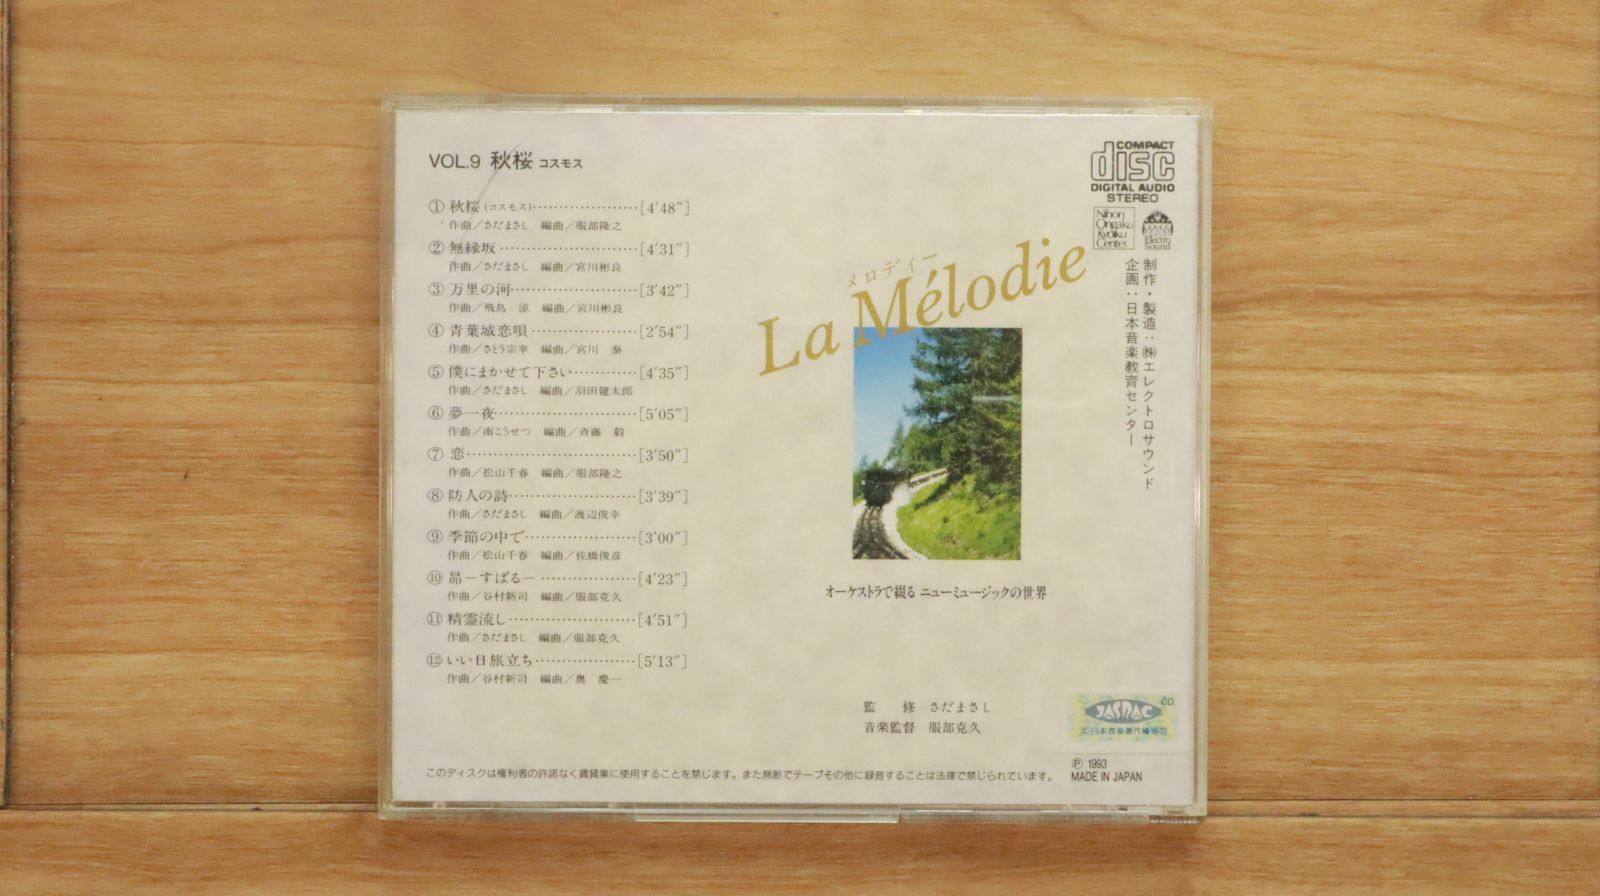 VOL.9 秋桜 コスモス
① 秋桜(コスモス)‥‥‥‥‥‥‥[4′48″]
作曲／さだまさし 編曲／服部隆之
② 無縁坂‥‥‥‥‥‥‥‥‥[4′31″]
作曲／さだまさし 編曲／宮川彬良
③ 万里の河‥‥‥‥‥‥‥‥[3′42″]
作曲／飛鳥 涼 編曲／宮川彬良
④ 青葉城恋唄‥‥‥‥‥‥‥[2′54″]
作曲／さとう宗幸 編曲／宮川 泰
⑤ 僕にまかせて下さい‥‥‥‥[4′35″]
作曲／さだまさし 編曲／羽田健太郎
⑥ 夢一夜‥‥‥‥‥‥‥‥‥[5′05″]
作曲／南こうせつ 編曲／斉藤 毅
⑦ 恋‥‥‥‥‥‥‥‥‥‥‥[3′50″]
作曲／松山千春 編曲／服部隆之
⑧ 防人の詩‥‥‥‥‥‥‥‥[3′39″]
作曲／さだまさし 編曲／渡辺俊幸
⑨ 季節の中で‥‥‥‥‥‥‥[3′00″]
作曲／松山千春 編曲／佐橋俊彦
⑩ 昴－すばる－‥‥‥‥‥‥[4′23″]
作曲／谷村新司 編曲／服部克久
⑪ 精霊流し‥‥‥‥‥‥‥‥[4′51″]
作曲／さだまさし 編曲／服部克久
⑫ いい日旅立ち‥‥‥‥‥‥[5′13″]
作曲／谷村新司 編曲／奥 慶一
メロディー
La Mélodie
オーケストラで綴る ニューミュージックの世界
監 修 さだまさし
音楽監督 服部克久
COMPACT
disc
DIGITAL AUDIO
STEREO
Nihon
Ongaku
Kyōiku
Center.
Electro
Sound
制作・製造：㈱エレクトロサウンド
企画：日本音楽教育センター
CD
JASRAC
㈳日本音楽著作権協会
Ⓟ 1993
MADE IN JAPAN
このディスクは権利者の許諾なく賃貸業に使用することを禁じます。また無断でテープその他に録音することは法律で禁じられています。